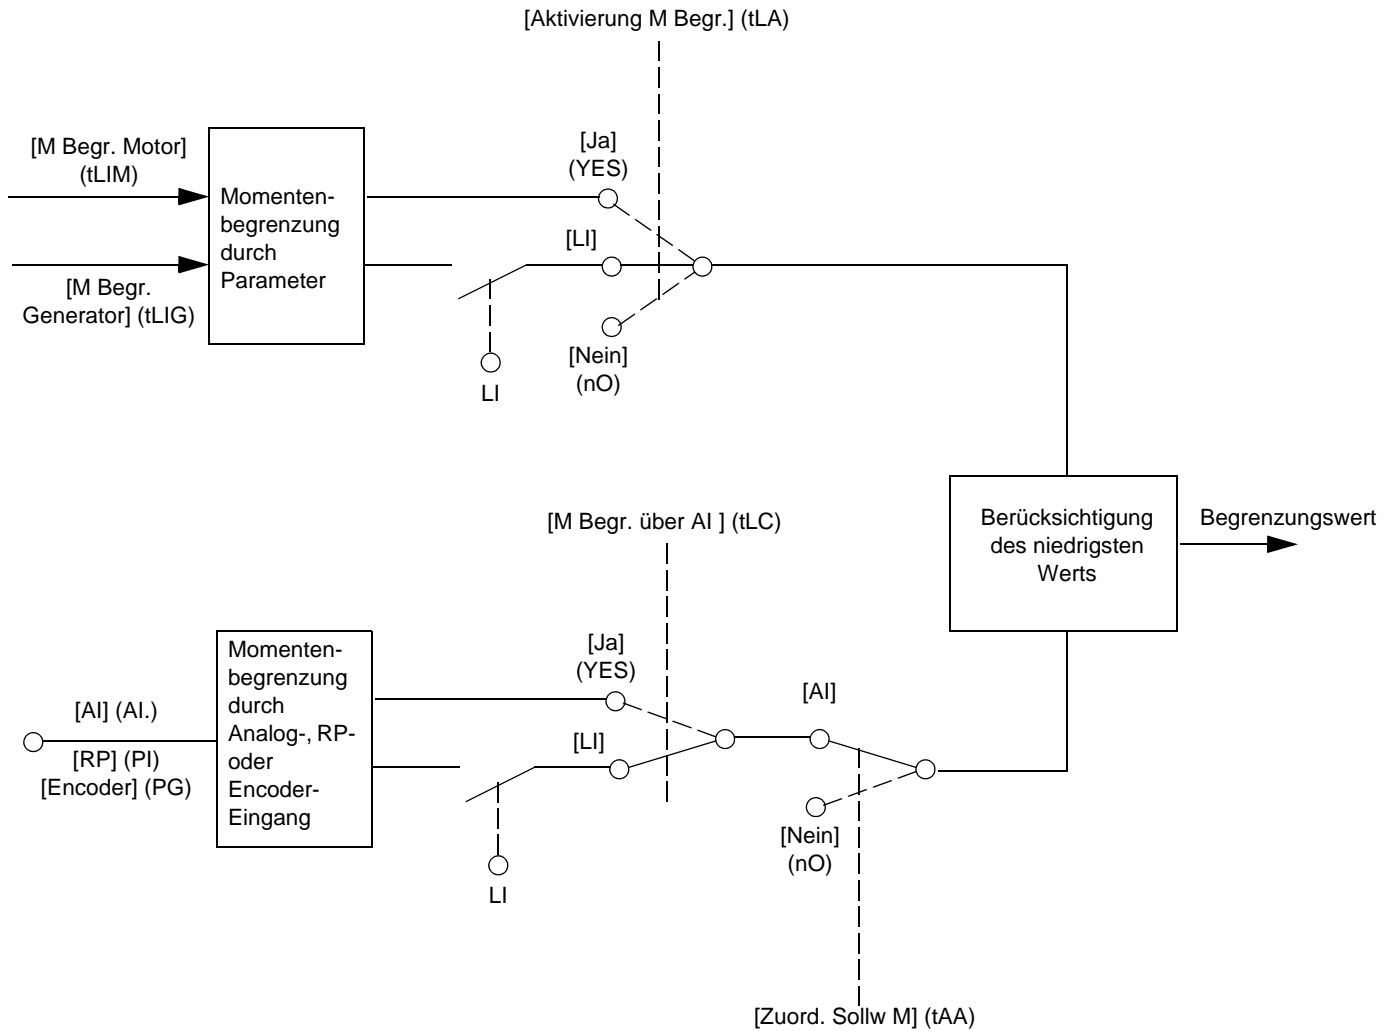 [Aktivierung M Begr.] (tLA)
[M Begr. Motor]
(tLIM)
Momenten-
begrenzung
durch
Parameter
[M Begr.
Generator] (tLIG)
[Ja]
(YES)
[LI]
[Nein]
(nO)
LI
Berücksichtigung
des niedrigsten
Werts
Begrenzungswert
[M Begr. über AI ] (tLC)
[AI] (AI.)
[RP] (PI)
[Encoder] (PG)
Momenten-
begrenzung
durch
Analog-, RP-
oder
Encoder-
Eingang
[Ja]
(YES)
[LI]
LI
[AI]
[Nein]
(nO)
[Zuord. Sollw M] (tAA)